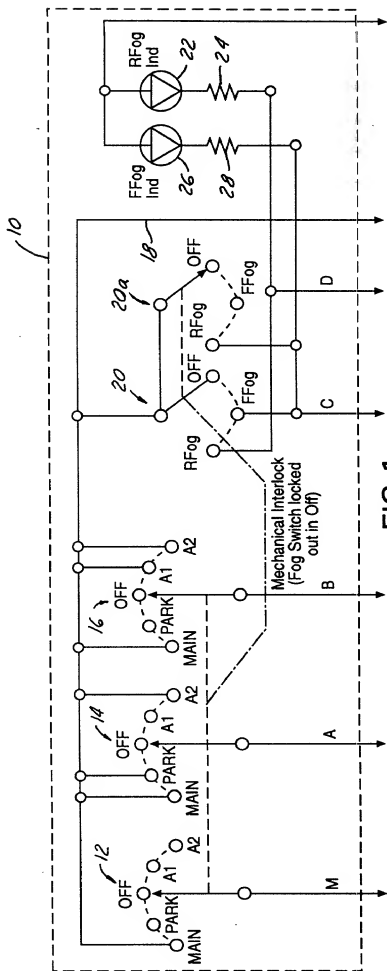 10
12
OFF
A1
A2
PARK
MAIN
M
14
OFF
A1
A2
PARK
MAIN
A
16
OFF
A1
A2
PARK
MAIN
B
Mechanical Interlock
(Fog Switch locked
out in Off)
20
OFF
FFog
RFog
C
20a
OFF
FFog
RFog
D
18
FFog
Ind
26
28
RFog
Ind
22
24
FIG. 1